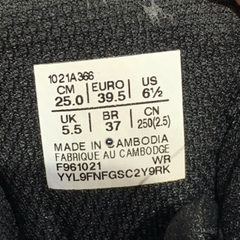 1021A366
CM EURO US
25.0 39.5 6½
UK BR CN
5.5 37 250(2.5)
MADE IN CAMBODIA
FABRIQUE AU CAMBODGE
F961021 WR
YYL9FNFGSC2Y9RK